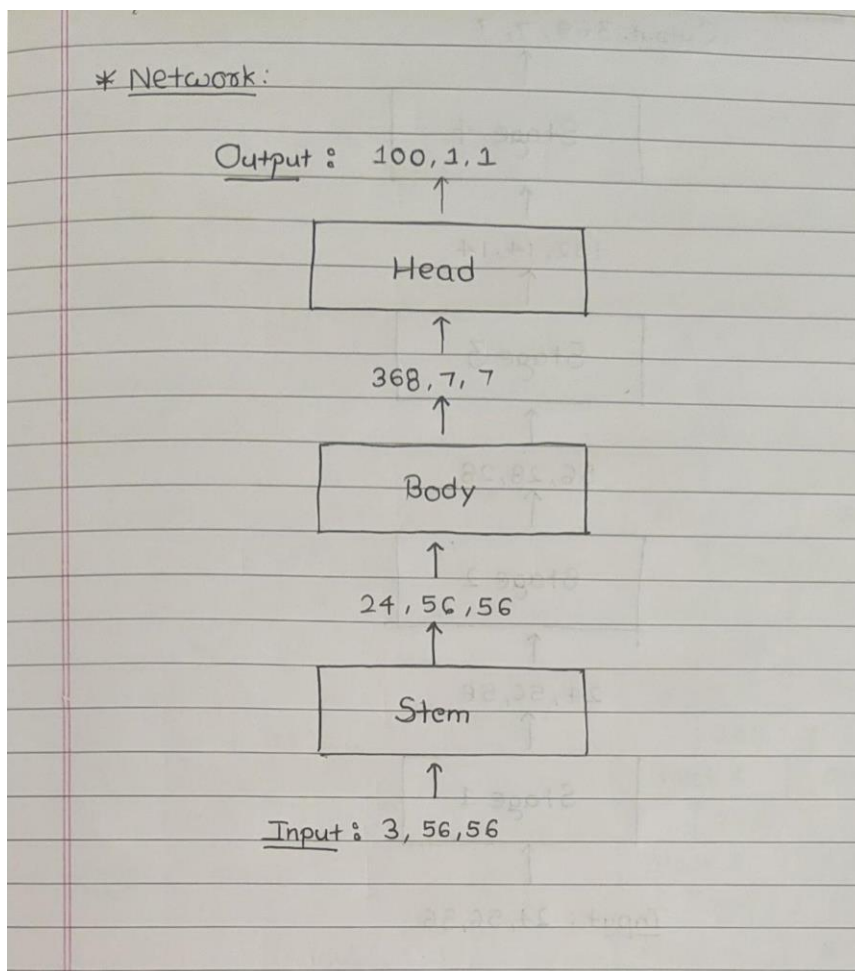 * Network:
Output: 100, 1, 1
Head
368, 7, 7
Body
24, 56, 56
Stem
Input: 3, 56, 56